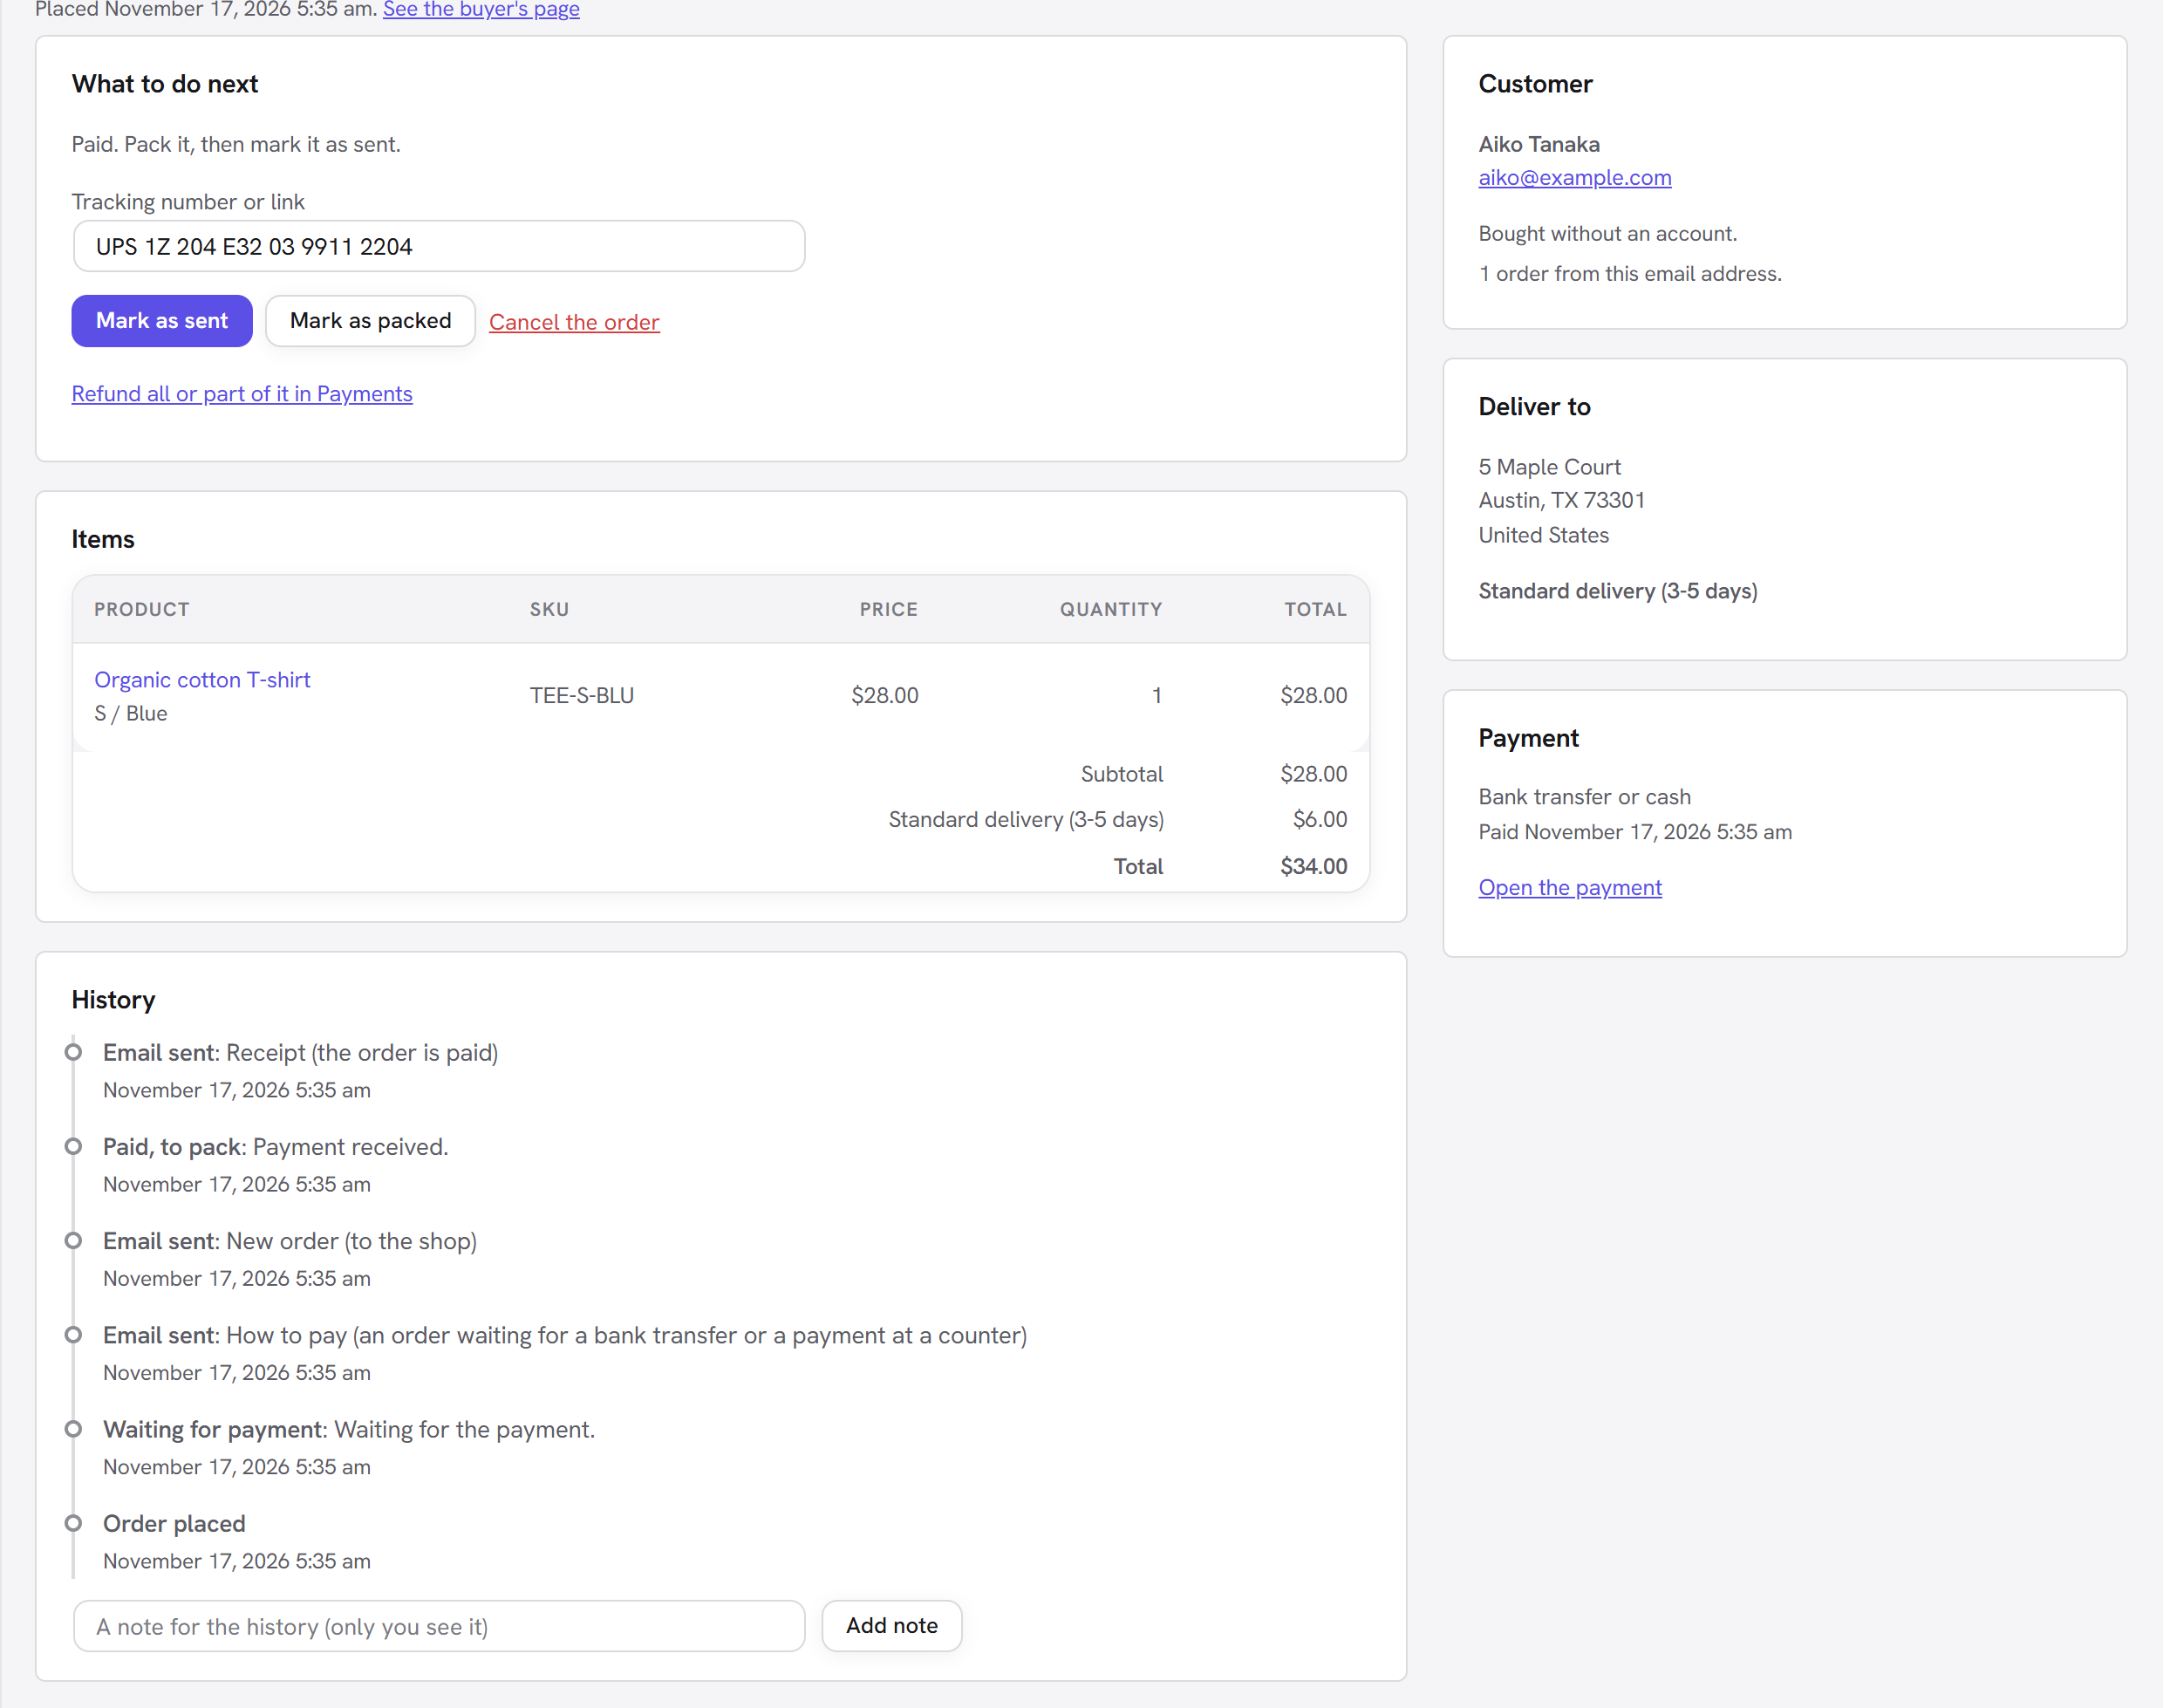 Placed November 17, 2026 5:35 am. See the buyer's page
What to do next
Paid. Pack it, then mark it as sent.
Tracking number or link
UPS 1Z 204 E32 03 9911 2204
Mark as sent
Mark as packed
Cancel the order
Refund all or part of it in Payments
Items
PRODUCT SKU PRICE QUANTITY TOTAL
Organic cotton T-shirt
S / Blue
TEE-S-BLU $28.00 1 $28.00
Subtotal $28.00
Standard delivery (3-5 days) $6.00
Total $34.00
History
Email sent: Receipt (the order is paid)
November 17, 2026 5:35 am
Paid, to pack: Payment received.
November 17, 2026 5:35 am
Email sent: New order (to the shop)
November 17, 2026 5:35 am
Email sent: How to pay (an order waiting for a bank transfer or a payment at a counter)
November 17, 2026 5:35 am
Waiting for payment: Waiting for the payment.
November 17, 2026 5:35 am
Order placed
November 17, 2026 5:35 am
A note for the history (only you see it)
Add note
Customer
Aiko Tanaka
aiko@example.com
Bought without an account.
1 order from this email address.
Deliver to
5 Maple Court
Austin, TX 73301
United States
Standard delivery (3-5 days)
Payment
Bank transfer or cash
Paid November 17, 2026 5:35 am
Open the payment